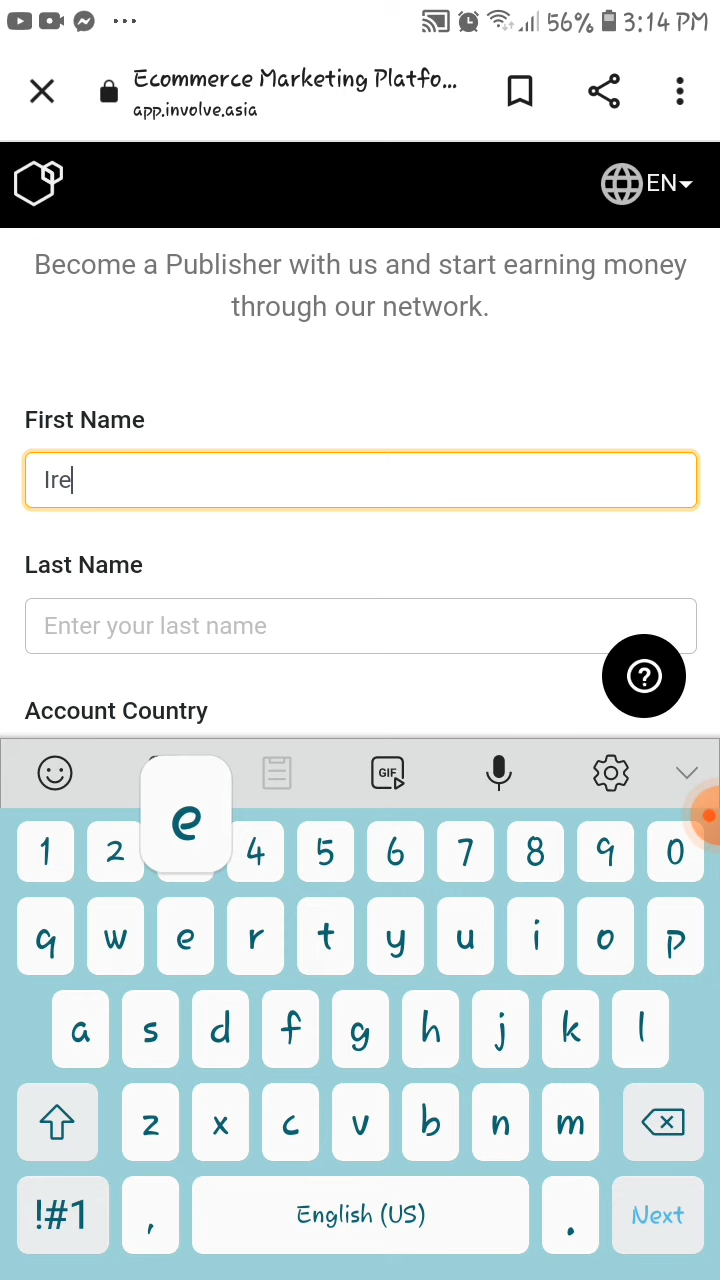 56% 3:14 PM
Ecommerce Marketing Platfo...
app.involve.asia
EN
Become a Publisher with us and start earning money
through our network.
First Name
Ire
Last Name
Enter your last name
Account Country
GIF
e
1 2 4 5 6 7 8 9 0
q w e r t y u i o p
a s d f g h j k l
z x c v b n m
!#1 , English (US) . Next